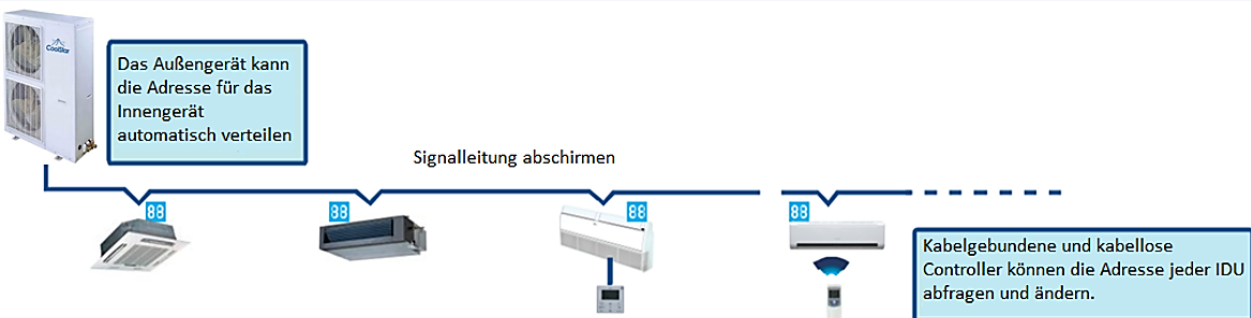 CoolStar
Das Außengerät kann
die Adresse für das
Innengerät
automatisch verteilen
Signalleitung abschirmen
88
88
88
88
Kabelgebundene und kabellose
Controller können die Adresse jeder IDU
abfragen und ändern.